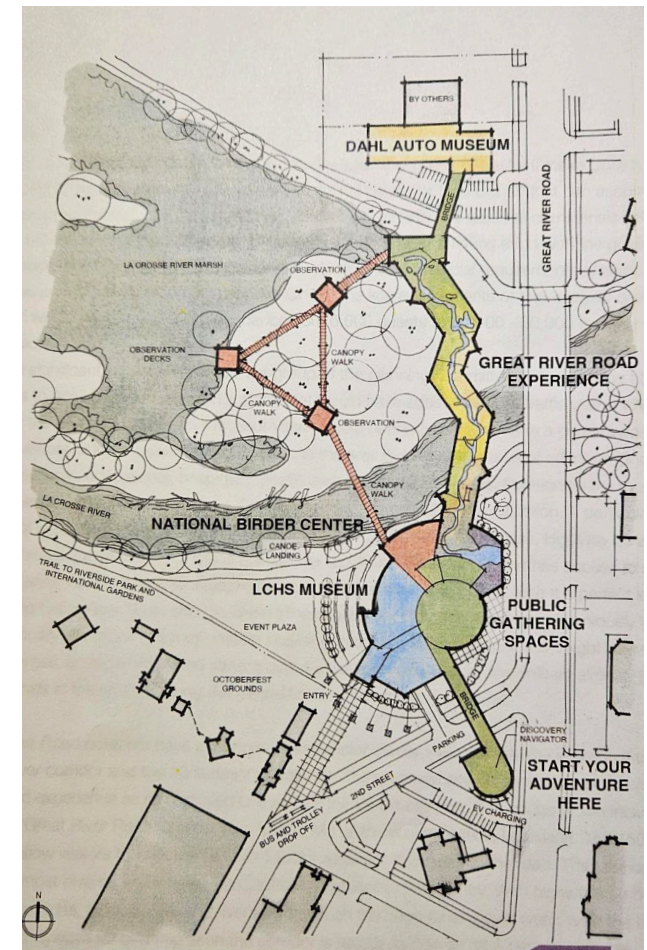 BY OTHERS
DAHL AUTO MUSEUM
BRIDGE
GREAT RIVER ROAD
LA CROSSE RIVER MARSH
OBSERVATION
OBSERVATION
DECKS
CANOPY
WALK
GREAT RIVER ROAD
EXPERIENCE
CANOPY
WALK
OBSERVATION
CANOPY
WALK
LA CROSSE RIVER
NATIONAL BIRDER CENTER
CANOE
LANDING
TRAIL TO RIVERSIDE PARK AND
INTERNATIONAL GARDENS
LCHS MUSEUM
PUBLIC
GATHERING
SPACES
EVENT PLAZA
OCTOBERFEST
GROUNDS
ENTRY
BRIDGE
PARKING
DISCOVERY
NAVIGATOR
START YOUR
ADVENTURE
HERE
2ND STREET
EV CHARGING
BUS AND TROLLEY
DROP OFF
N